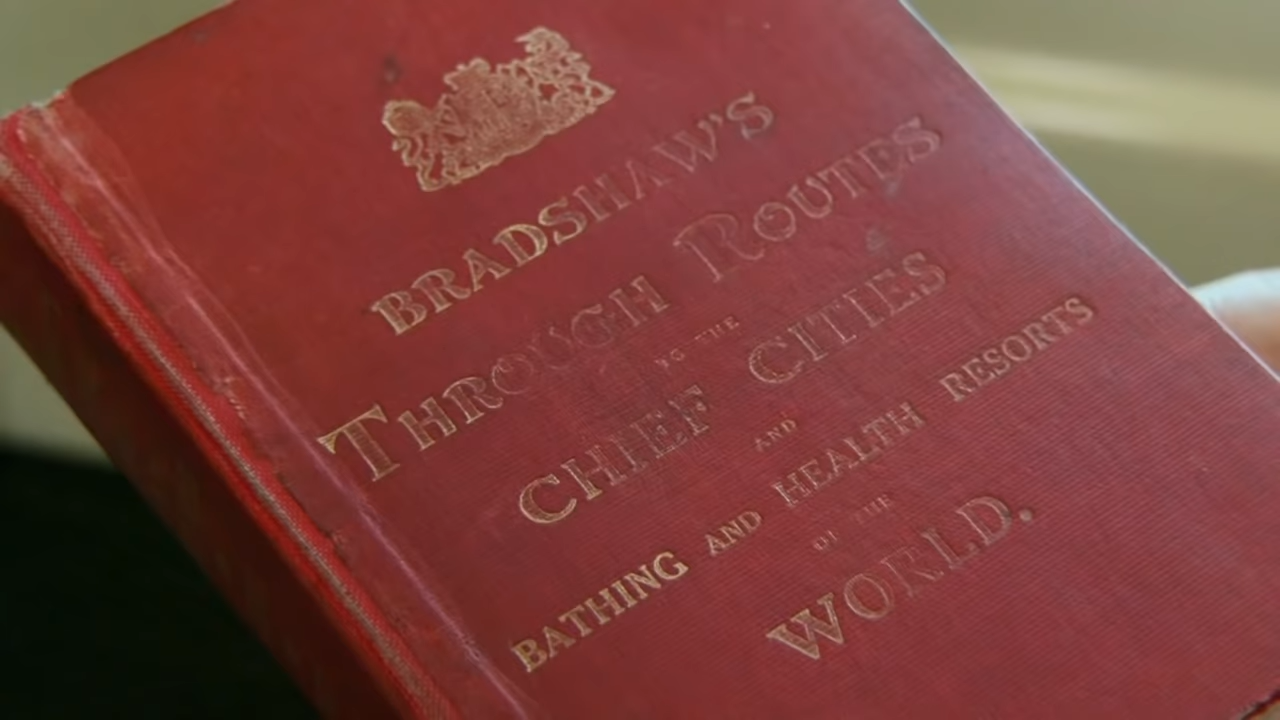 BRADSHAW'S
THROUGH ROUTES
TO THE
CHIEF CITIES
AND
BATHING AND HEALTH RESORTS
OF THE
WORLD.